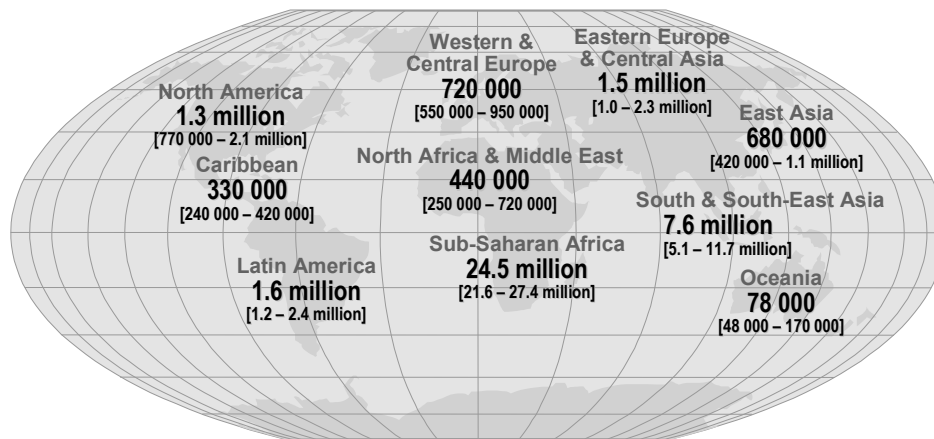 Western &
Central Europe
720 000
[550 000 – 950 000]
Eastern Europe
& Central Asia
1.5 million
[1.0 – 2.3 million]
North America
1.3 million
[770 000 – 2.1 million]
East Asia
680 000
[420 000 – 1.1 million]
Caribbean
330 000
[240 000 – 420 000]
North Africa & Middle East
440 000
[250 000 – 720 000]
South & South-East Asia
7.6 million
[5.1 – 11.7 million]
Sub-Saharan Africa
24.5 million
[21.6 – 27.4 million]
Latin America
1.6 million
[1.2 – 2.4 million]
Oceania
78 000
[48 000 – 170 000]